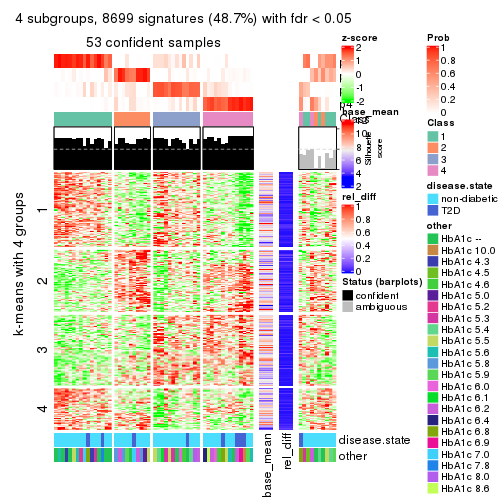 4 subgroups, 8699 signatures (48.7%) with fdr < 0.05
53 confident samples
k-means with 4 groups
1
2
3
4
base_mean
rel_diff
disease.state
other
z-score
2
1
0
-1
-2
base_mean
2
Silhouette
score
rel_diff
1
0.8
0.6
0.4
0.2
0
Status (barplots)
confident
ambiguous
Prob
1
0.8
0.6
0.4
0.2
0
Class
1
2
3
4
disease.state
non-diabetic
T2D
other
HbA1c --
HbA1c 10.0
HbA1c 4.3
HbA1c 4.5
HbA1c 4.6
HbA1c 5.0
HbA1c 5.2
HbA1c 5.3
HbA1c 5.4
HbA1c 5.5
HbA1c 5.6
HbA1c 5.8
HbA1c 5.9
HbA1c 6.0
HbA1c 6.1
HbA1c 6.2
HbA1c 6.4
HbA1c 6.8
HbA1c 6.9
HbA1c 7.0
HbA1c 7.8
HbA1c 8.0
HbA1c 8.6